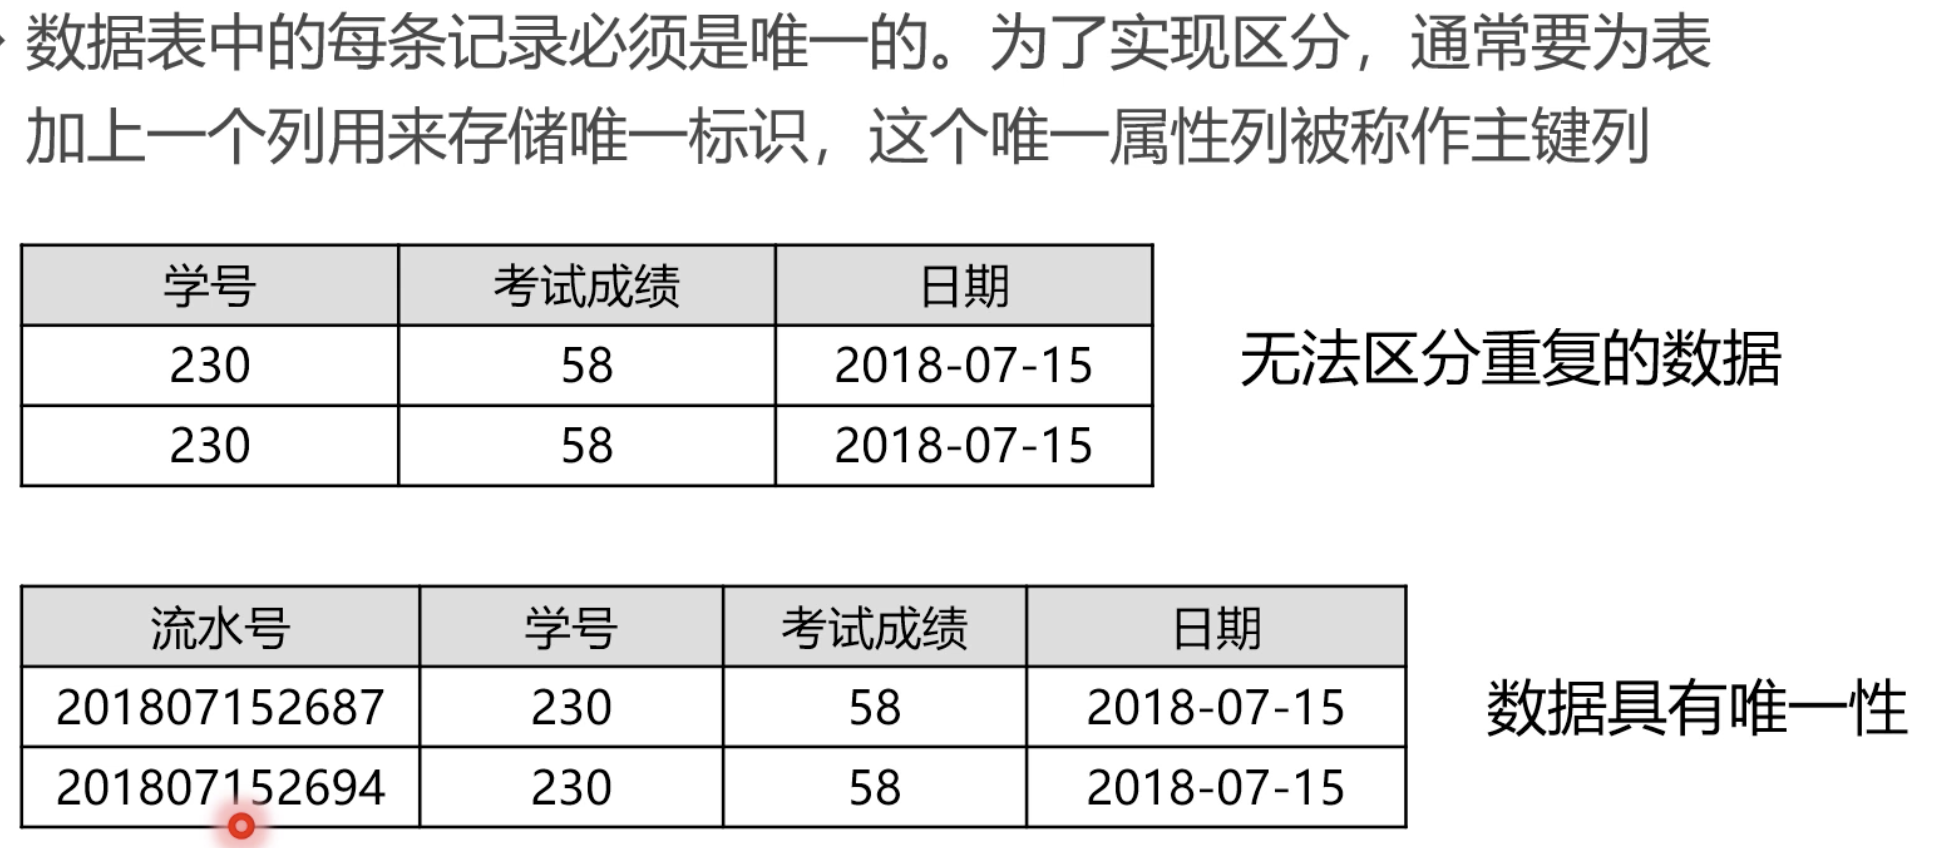 数据表中的每条记录必须是唯一的。为了实现区分，通常要为表
加上一个列用来存储唯一标识，这个唯一属性列被称作主键列
学号 考试成绩 日期
230 58 2018-07-15
230 58 2018-07-15
无法区分重复的数据
流水号 学号 考试成绩 日期
201807152687 230 58 2018-07-15
201807152694 230 58 2018-07-15
数据具有唯一性